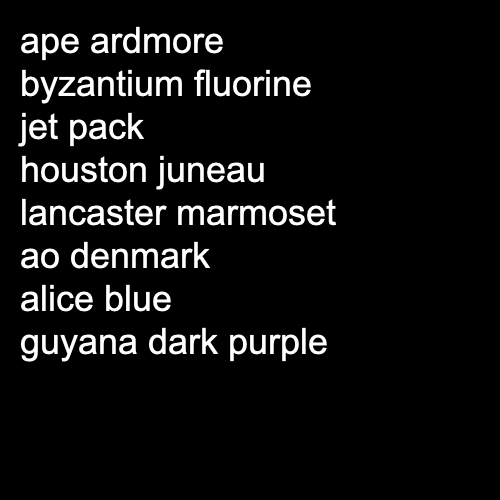 ape ardmore
byzantium fluorine
jet pack
houston juneau
lancaster marmoset
ao denmark
alice blue
guyana dark purple